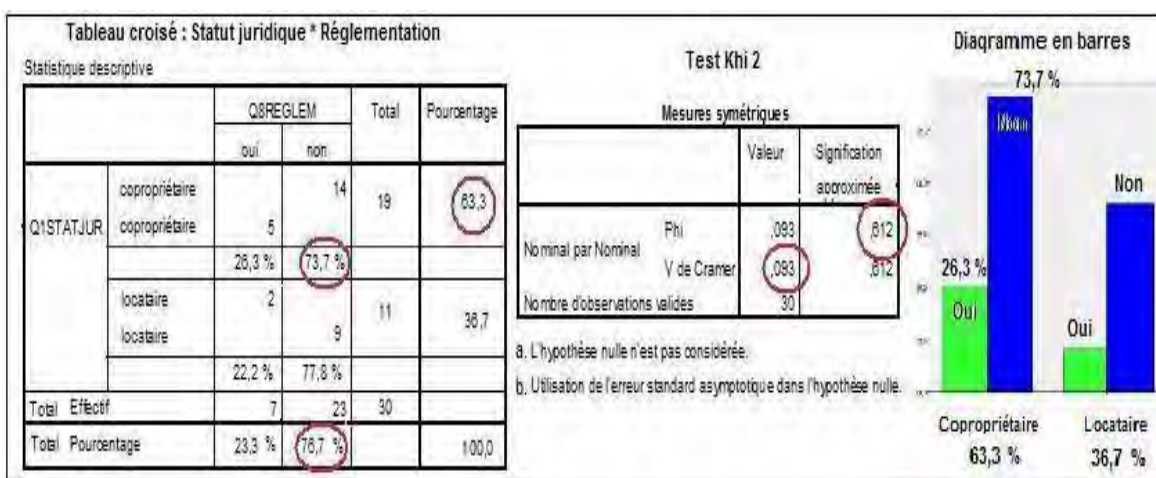 Tableau croisé : Statut juridique * Réglementation
Statistique descriptive
Q8REGLEM Total Pourcentage
oui non
Q1STATJUR
copropriétaire 14
19 63,3
copropriétaire 5
26,3 % 73,7 %
locataire 2
11 36,7
locataire 9
22,2 % 77,8 %
Total Effectif 7 23 30
Total Pourcentage 23,3 % 76,7 % 100,0
Test Khi 2
Mesures symétriques
Valeur Signification
approximée
Nominal par Nominal
Phi ,093 ,612
V de Cramer ,093 ,612
Nombre d'observations valides 30
a. L'hypothèse nulle n'est pas considérée.
b. Utilisation de l'erreur standard asymptotique dans l'hypothèse nulle.
Diagramme en barres
73,7 %
Non
26,3 %
Oui
Oui
Copropriétaire Locataire
63,3 % 36,7 %